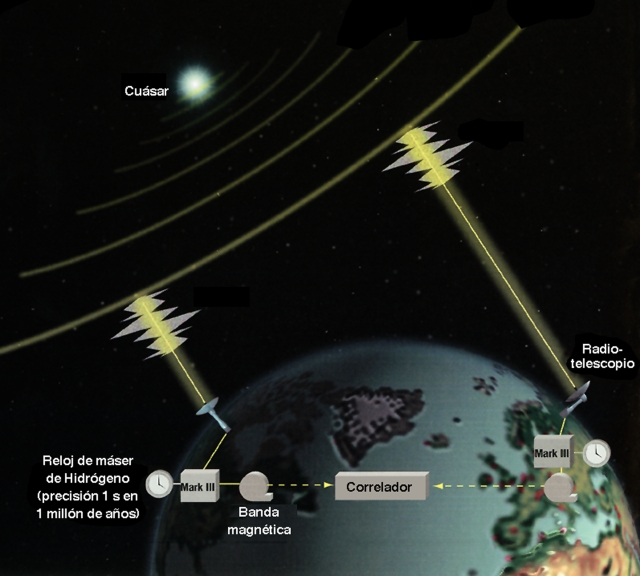 Cuásar
Radio-
telescopio
Reloj de máser
de Hidrógeno
(precisión 1 s en
1 millón de años)
Mark III
Banda
magnética
Correlador
Mark III